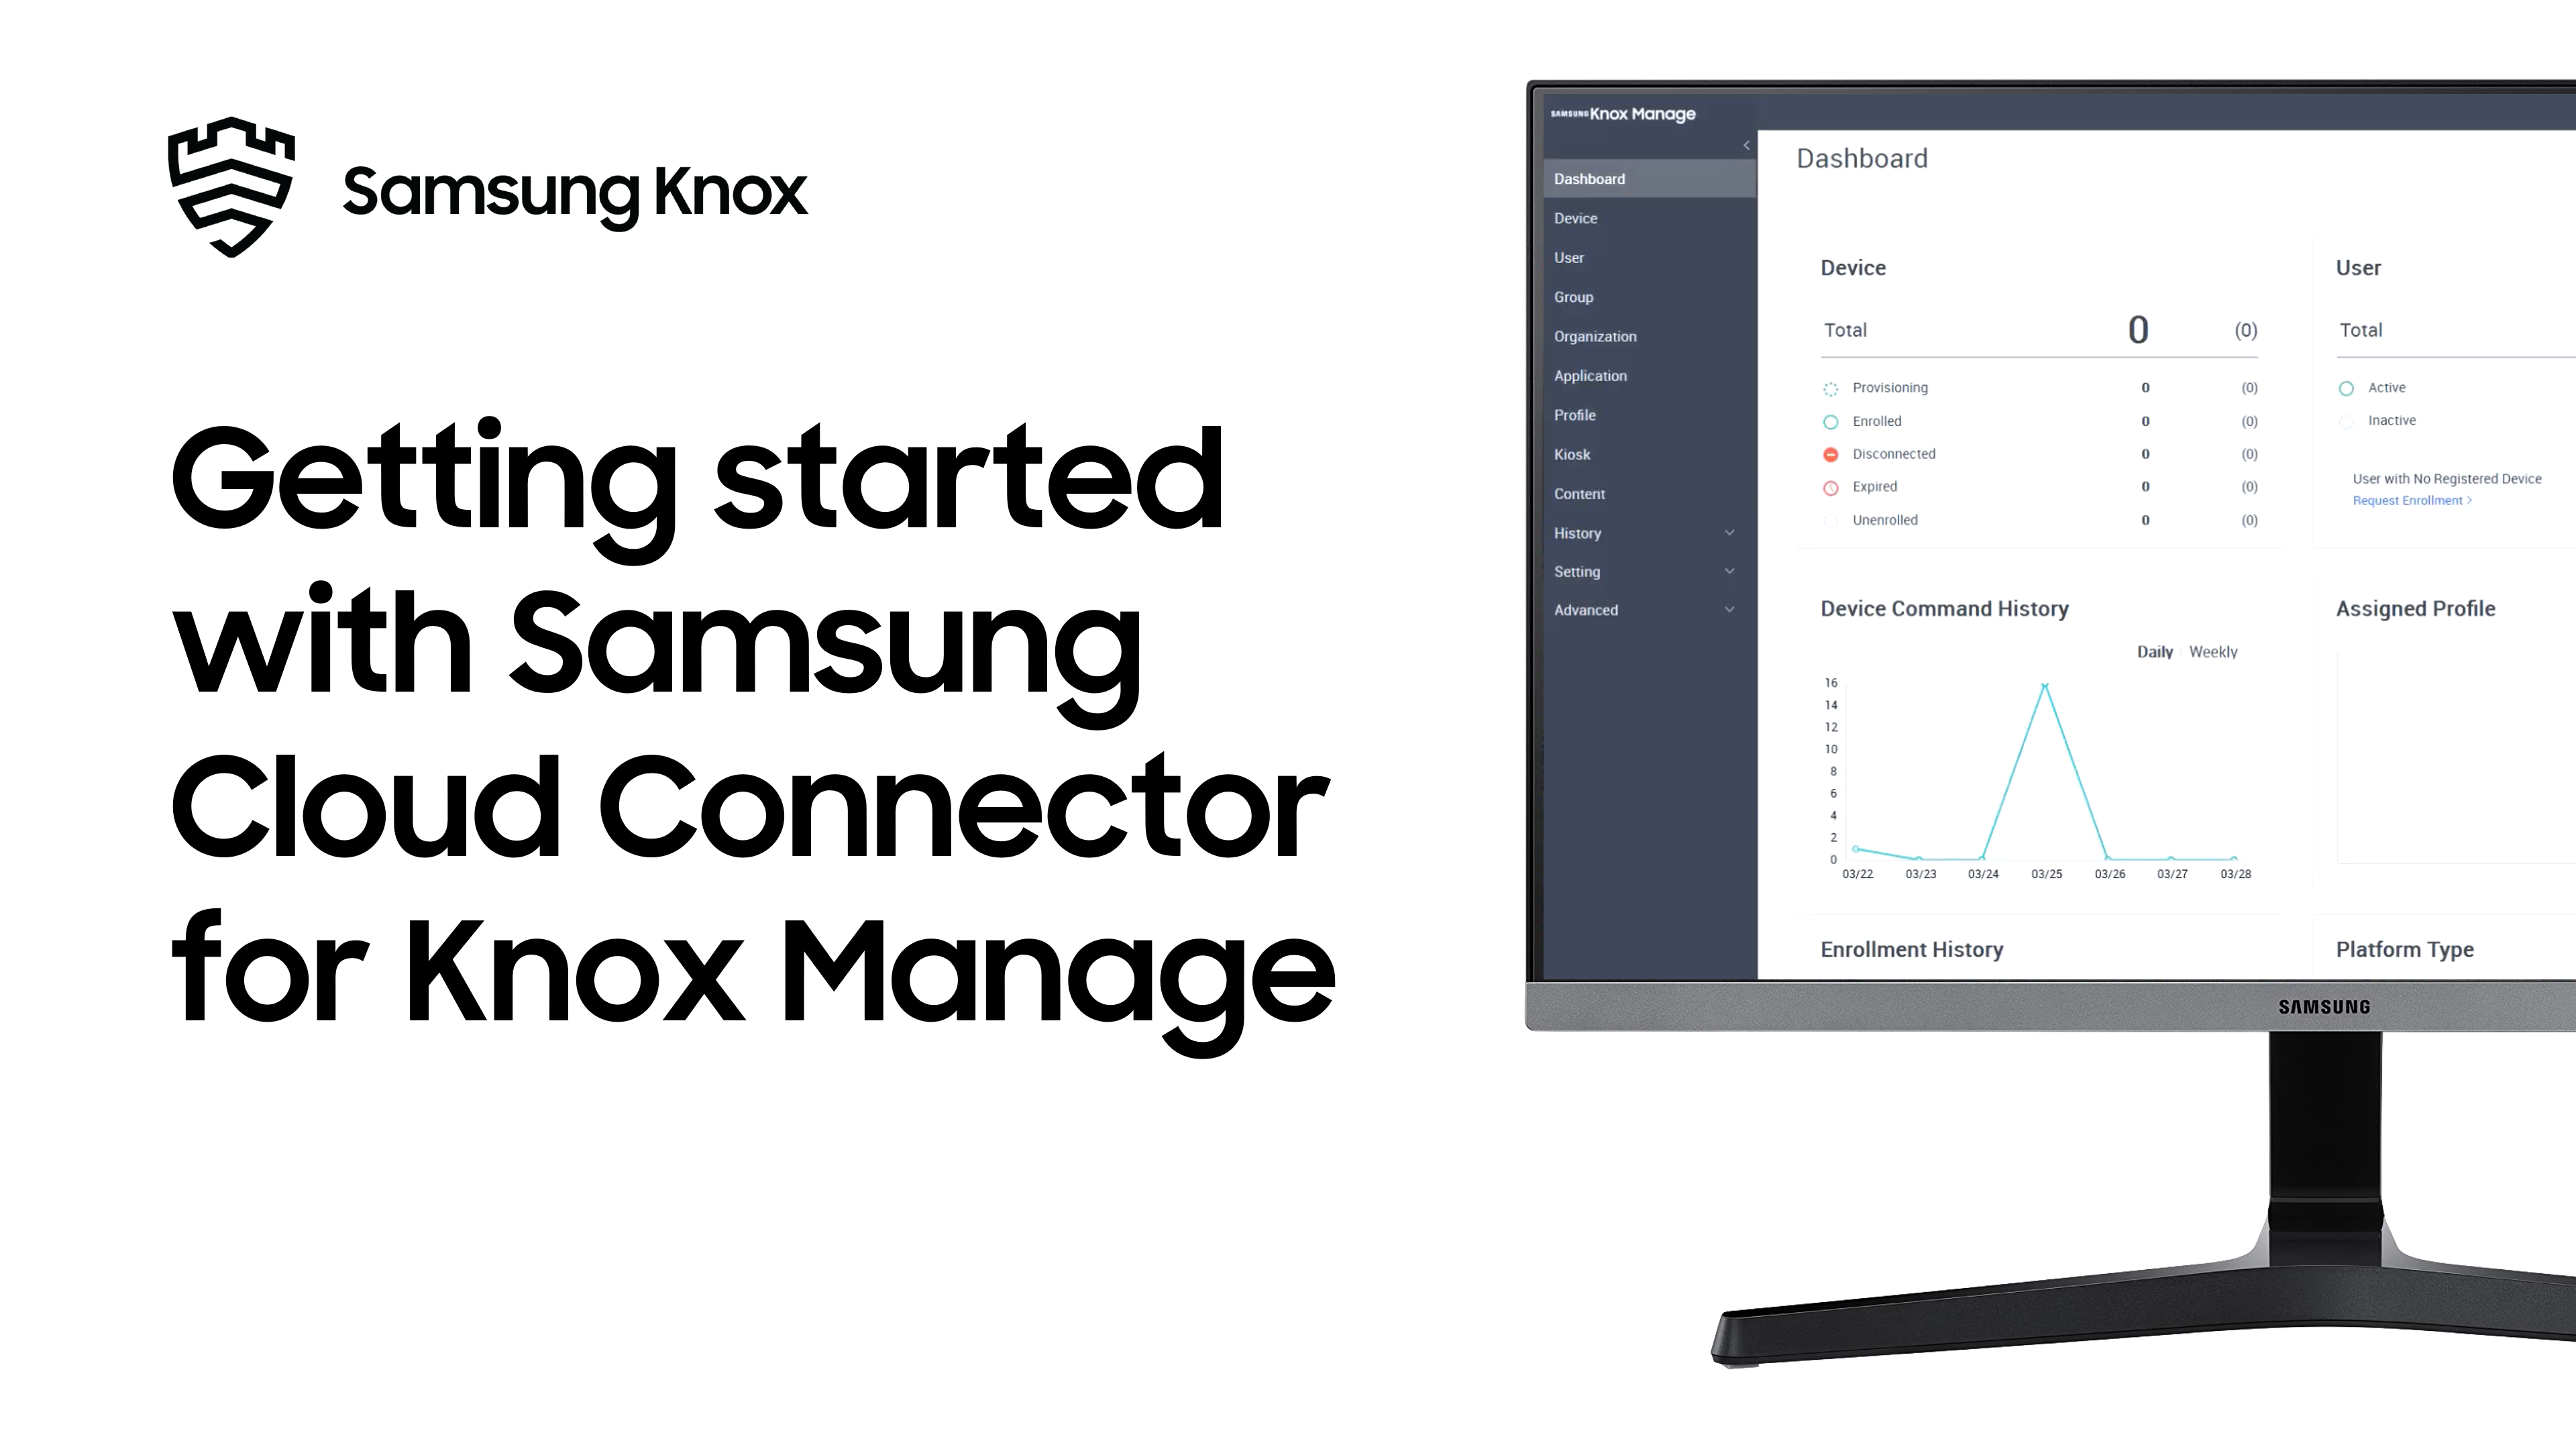 Samsung Knox
Getting started
with Samsung
Cloud Connector
for Knox Manage
SAMSUNG Knox Manage
Dashboard
Device
User
Group
Organization
Application
Profile
Kiosk
Content
History
Setting
Advanced
Dashboard
Device
Total 0 (0)
Provisioning 0 (0)
Enrolled 0 (0)
Disconnected 0 (0)
Expired 0 (0)
Unenrolled 0 (0)
User
Total
Active
Inactive
User with No Registered Device
Request Enrollment >
Device Command History
Daily Weekly
16
14
12
10
8
6
4
2
0
03/22 03/23 03/24 03/25 03/26 03/27 03/28
Assigned Profile
Enrollment History
Platform Type
SAMSUNG